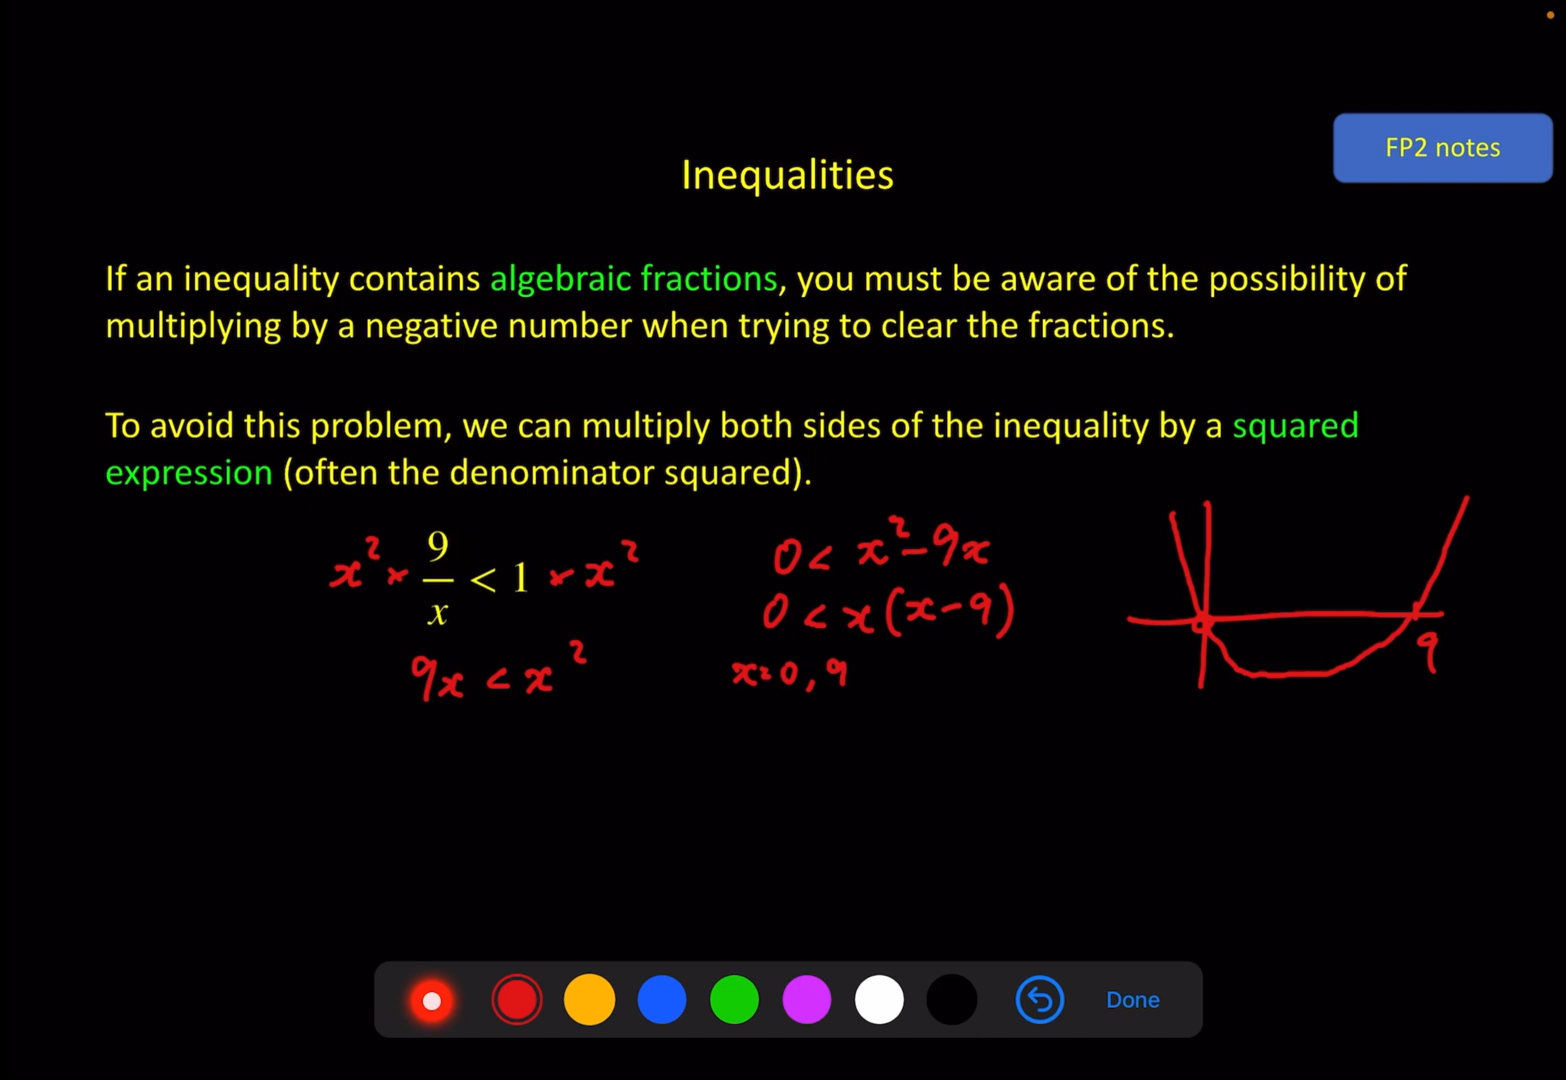 FP2 notes
Inequalities
If an inequality contains algebraic fractions, you must be aware of the possibility of
multiplying by a negative number when trying to clear the fractions.
To avoid this problem, we can multiply both sides of the inequality by a squared
expression (often the denominator squared).
x² × 9/x < 1 × x²
9x < x²
0 < x² - 9x
0 < x(x-9)
x=0, 9
9
Done